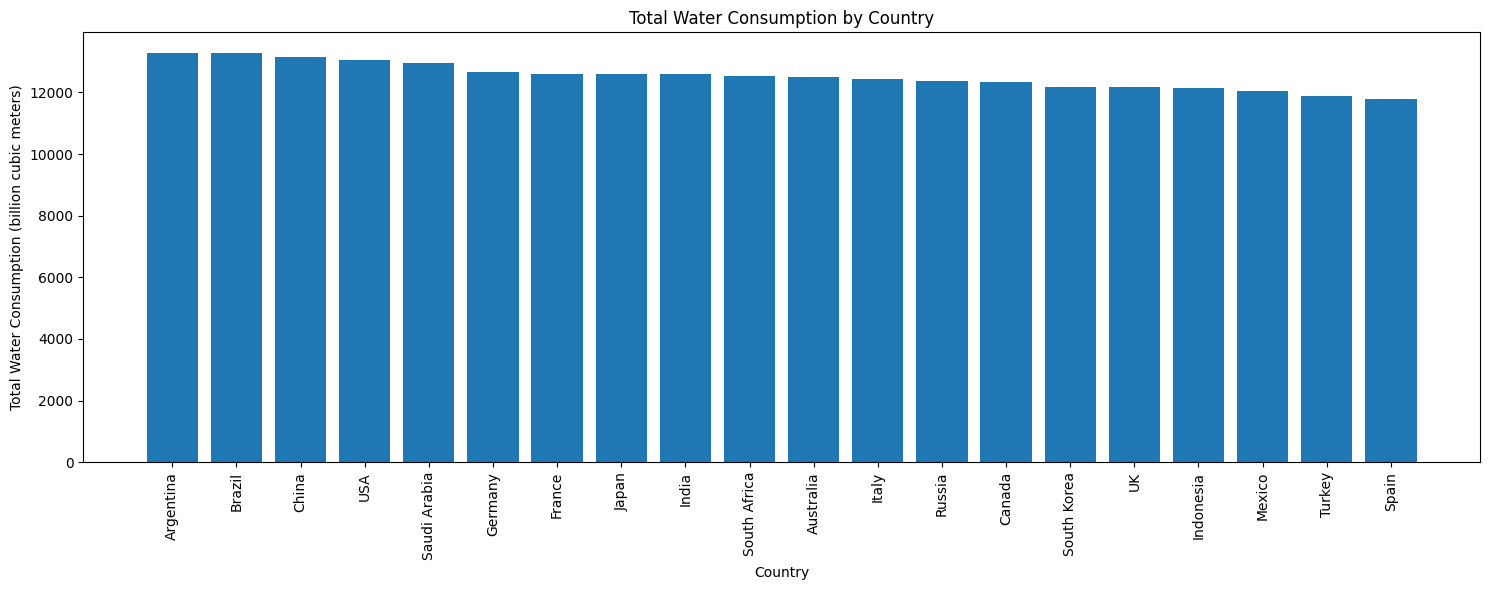 Total Water Consumption by Country
Total Water Consumption (billion cubic meters)
12000
10000
8000
6000
4000
2000
0
Argentina
Brazil
China
USA
Saudi Arabia
Germany
France
Japan
India
South Africa
Australia
Italy
Russia
Canada
South Korea
UK
Indonesia
Mexico
Turkey
Spain
Country